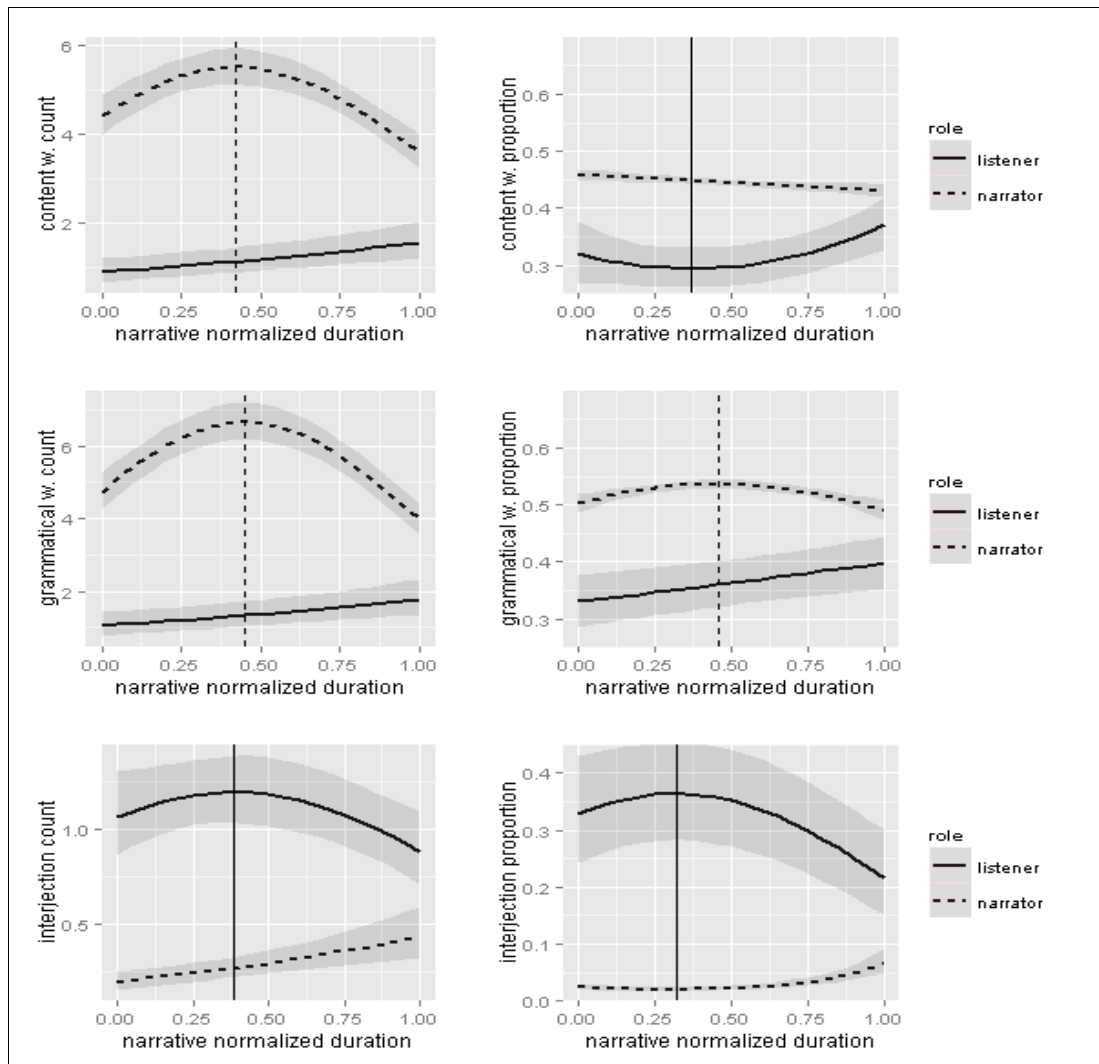 content w. count
6
4
2
0.00 0.25 0.50 0.75 1.00
narrative normalized duration
content w. proportion
0.6
0.5
0.4
0.3
0.00 0.25 0.50 0.75 1.00
narrative normalized duration
role
listener
narrator
grammatical w. count
6
4
2
0.00 0.25 0.50 0.75 1.00
narrative normalized duration
grammatical w. proportion
0.6
0.5
0.4
0.3
0.00 0.25 0.50 0.75 1.00
narrative normalized duration
role
listener
narrator
interjection count
1.0
0.5
0.00 0.25 0.50 0.75 1.00
narrative normalized duration
interjection proportion
0.4
0.3
0.2
0.1
0.0
0.00 0.25 0.50 0.75 1.00
narrative normalized duration
role
listener
narrator